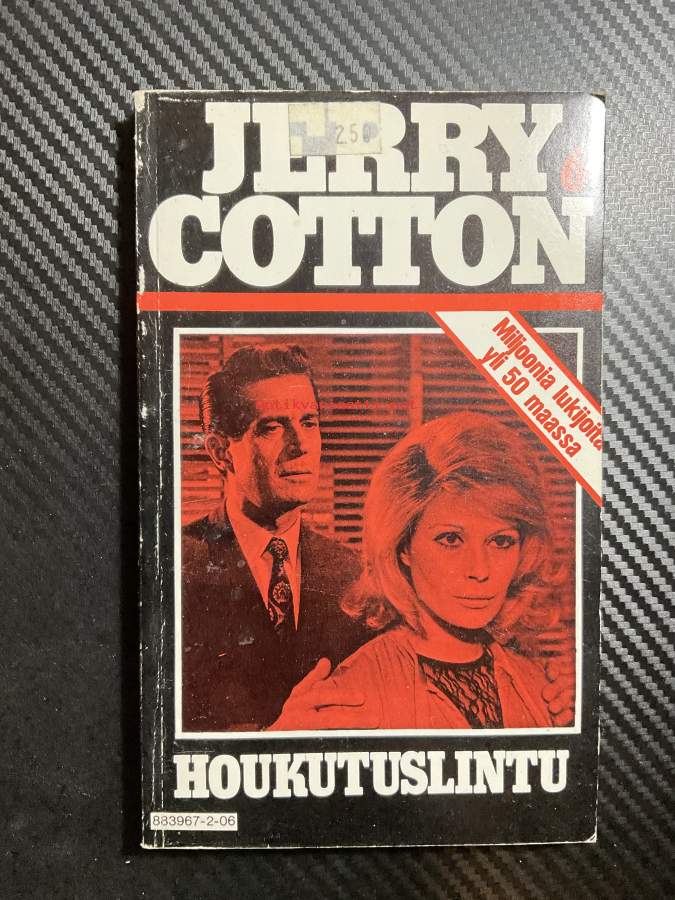 JERRY
COTTON
2.50
Miljoonia lukijoita
yli 50 maassa
HOUKUTUSLINTU
883967-2-06